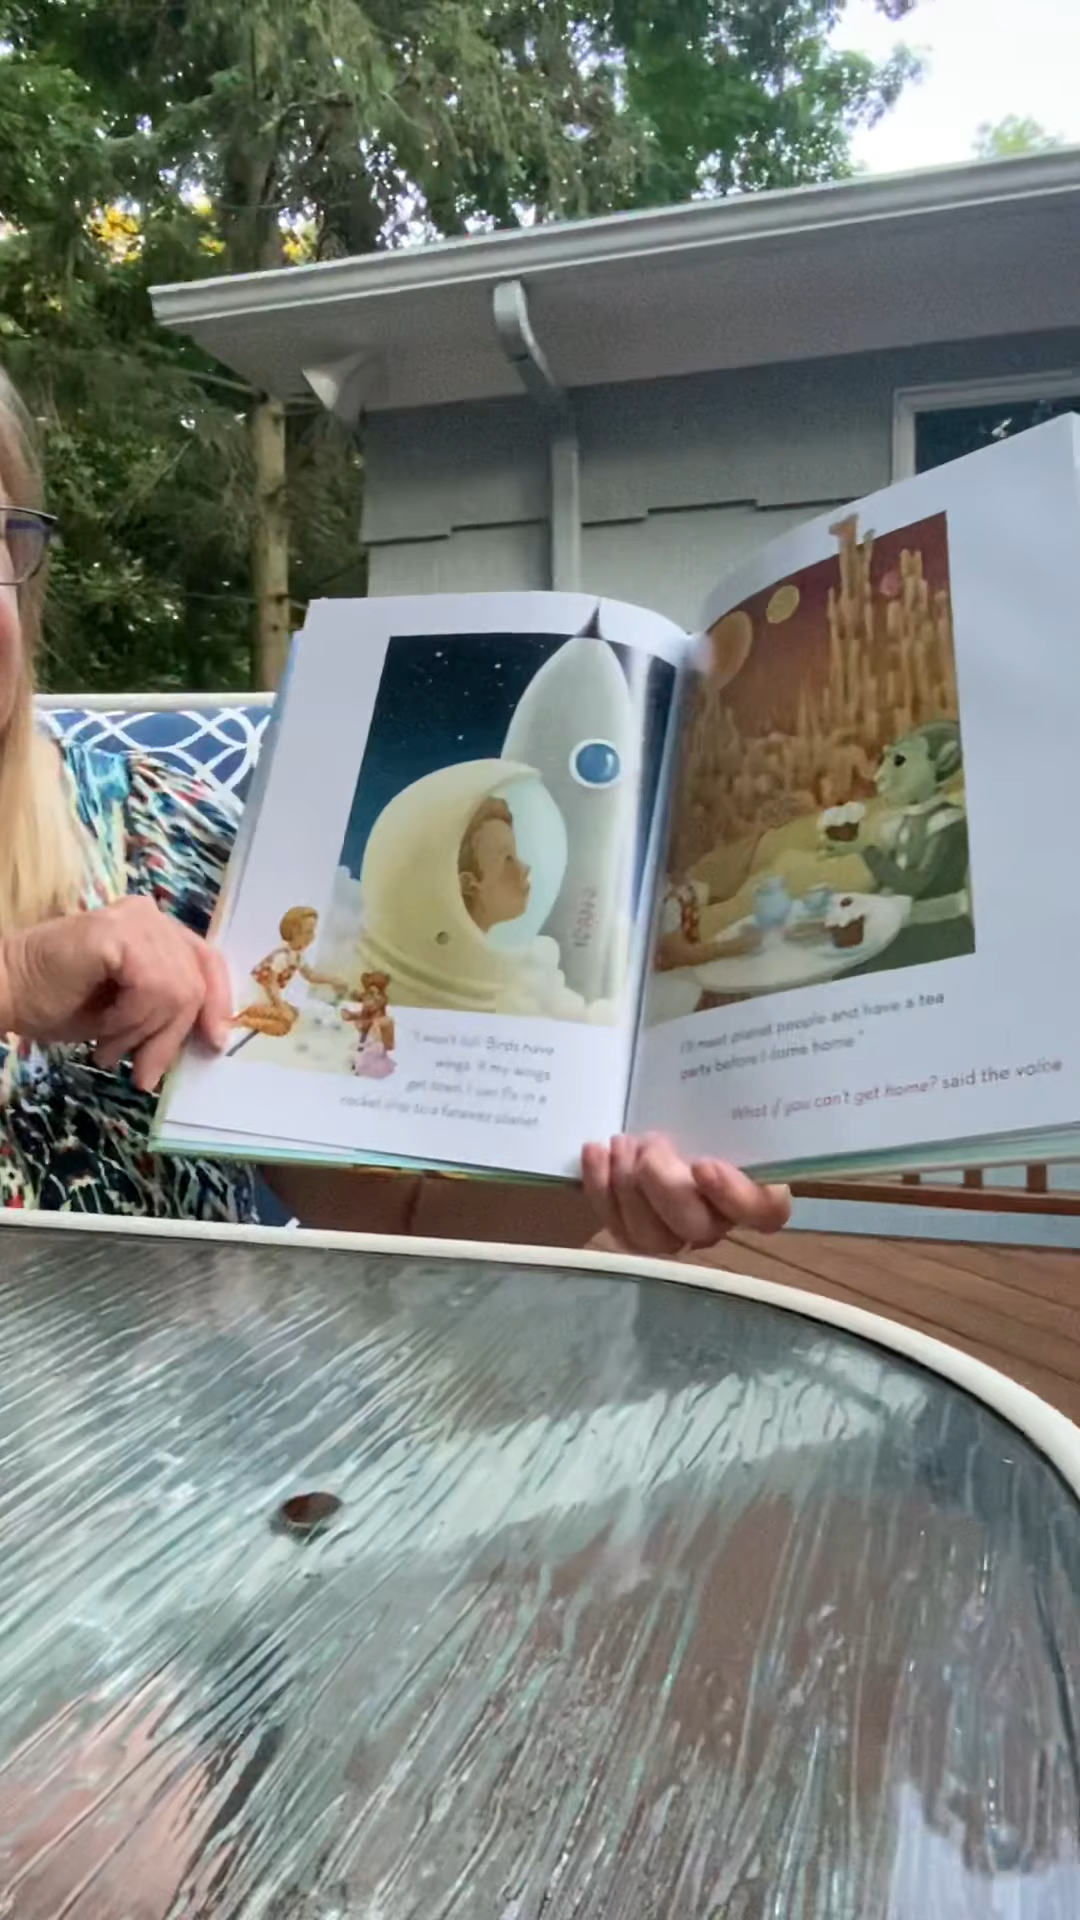 "I won't fall. Birds have
wings. If my wings
get tired, I can fly in a
rocket ship to a faraway planet.
I'll meet planet people and have a tea
party before I come home."
What if you can't get home? said the voice